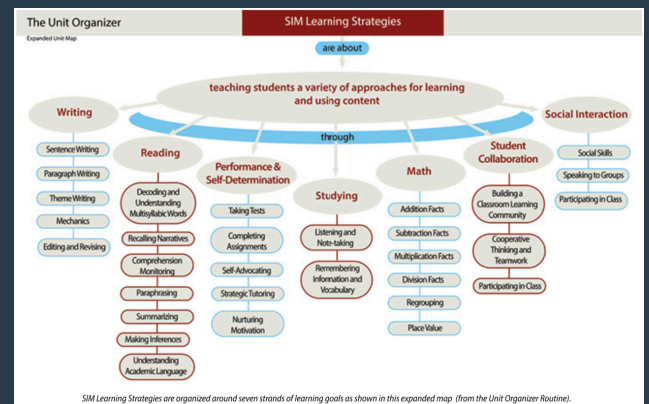 The Unit Organizer
Expanded Unit Map
SIM Learning Strategies
are about
teaching students a variety of approaches for learning
and using content
through
Writing
Sentence Writing
Paragraph Writing
Theme Writing
Mechanics
Editing and Revising
Reading
Decoding and
Understanding
Multisyllabic Words
Recalling Narratives
Comprehension
Monitoring
Paraphrasing
Summarizing
Making Inferences
Understanding
Academic Language
Performance &
Self-Determination
Taking Tests
Completing
Assignments
Self-Advocating
Strategic Tutoring
Nurturing
Motivation
Studying
Listening and
Note-taking
Remembering
Information and
Vocabulary
Math
Addition Facts
Subtraction Facts
Multiplication Facts
Division Facts
Regrouping
Place Value
Student
Collaboration
Building a
Classroom Learning
Community
Cooperative
Thinking and
Teamwork
Participating in Class
Social Interaction
Social Skills
Speaking to Groups
Participating in Class
SIM Learning Strategies are organized around seven strands of learning goals as shown in this expanded map (from the Unit Organizer Routine).